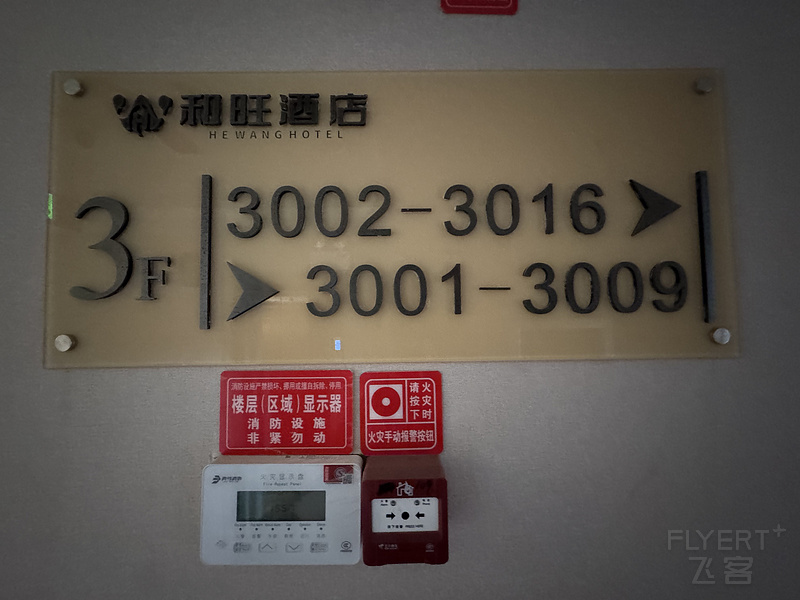 和旺酒店
HEWANGHOTEL
3F
3002-3016
3001-3009
消防设施严禁损坏、挪用或擅自拆除、停用
楼层(区域)显示器
消防设施
非紧勿动
火灾时
请按下
火灾手动报警按钮
火灾显示盘
Fire Repeat Panel
FLYERT+
飞客